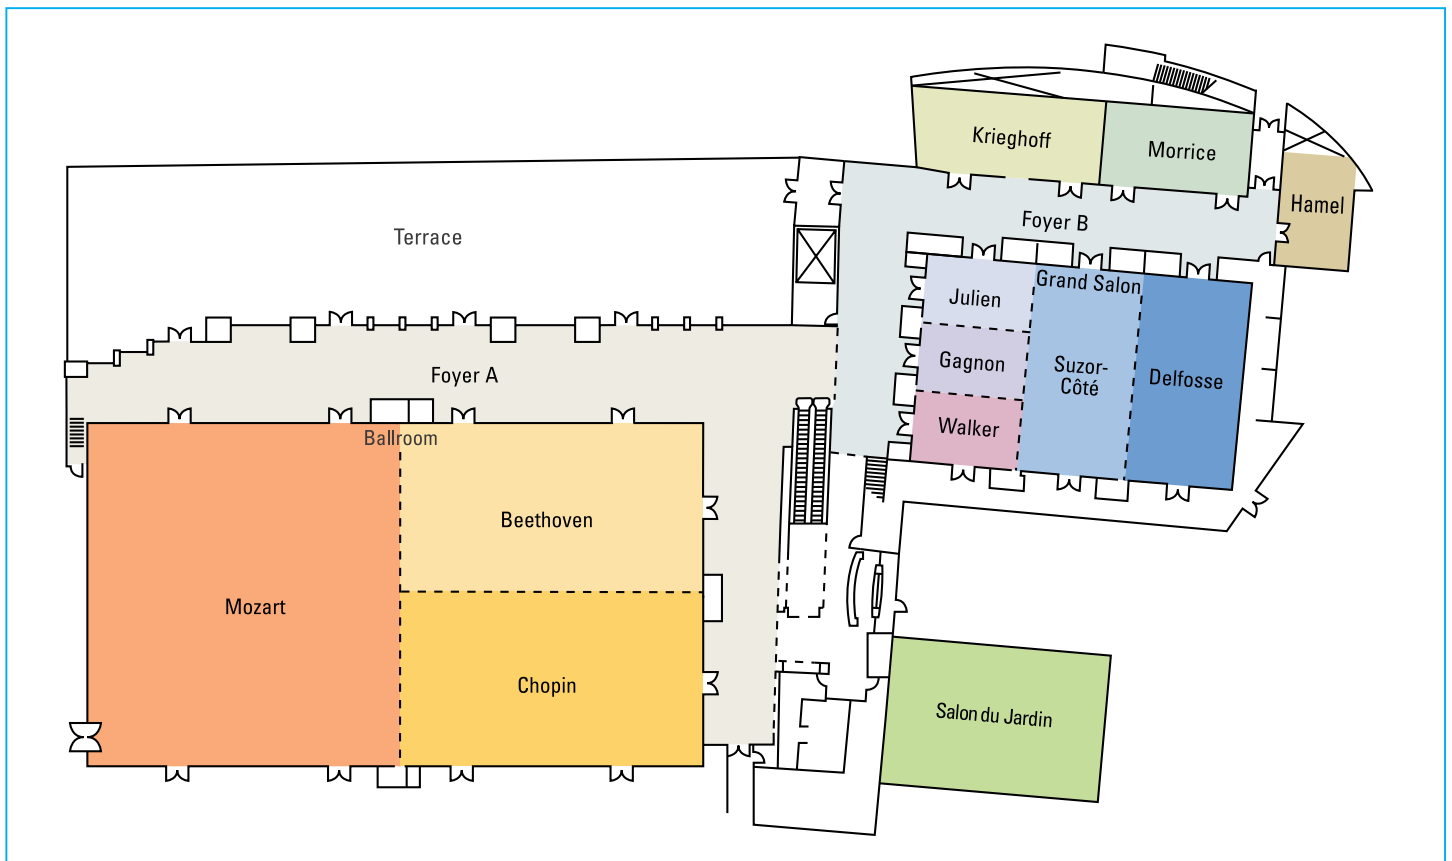 Krieghoff
Morrice
Hamel
Terrace
Foyer B
Grand Salon
Julien
Gagnon
Suzor-
Côté
Delfosse
Walker
Foyer A
Ballroom
Beethoven
Mozart
Chopin
Salon du Jardin